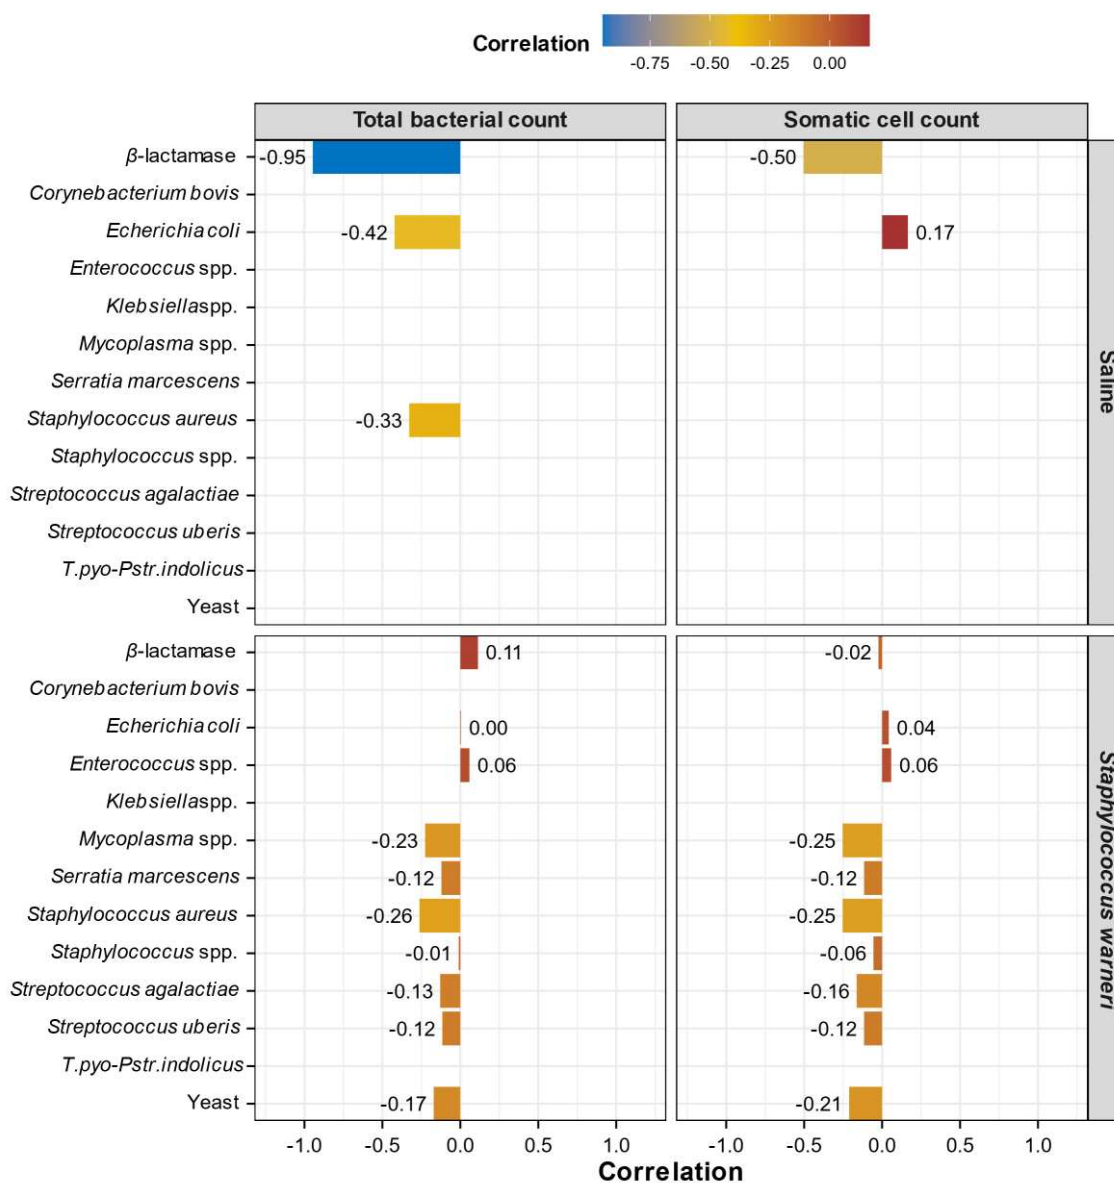 Correlation
-0.75 -0.50 -0.25 0.00
Total bacterial count Somatic cell count
β-lactamase -0.95 -0.50
Corynebacterium bovis
Echerichia coli -0.42 0.17
Enterococcus spp.
Klebsiellaspp.
Mycoplasma spp.
Serratia marcescens
Staphylococcus aureus -0.33
Staphylococcus spp.
Streptococcus agalactiae
Streptococcus uberis
T.pyo-Pstr.indolicus
Yeast
Saline
β-lactamase 0.11 -0.02
Corynebacterium bovis
Echerichia coli 0.00 0.04
Enterococcus spp. 0.06 0.06
Klebsiellaspp.
Mycoplasma spp. -0.23 -0.25
Serratia marcescens -0.12 -0.12
Staphylococcus aureus -0.26 -0.25
Staphylococcus spp. -0.01 -0.06
Streptococcus agalactiae -0.13 -0.16
Streptococcus uberis -0.12 -0.12
T.pyo-Pstr.indolicus
Yeast -0.17 -0.21
Staphylococcus warneri
-1.0 -0.5 0.0 0.5 1.0 -1.0 -0.5 0.0 0.5 1.0
Correlation